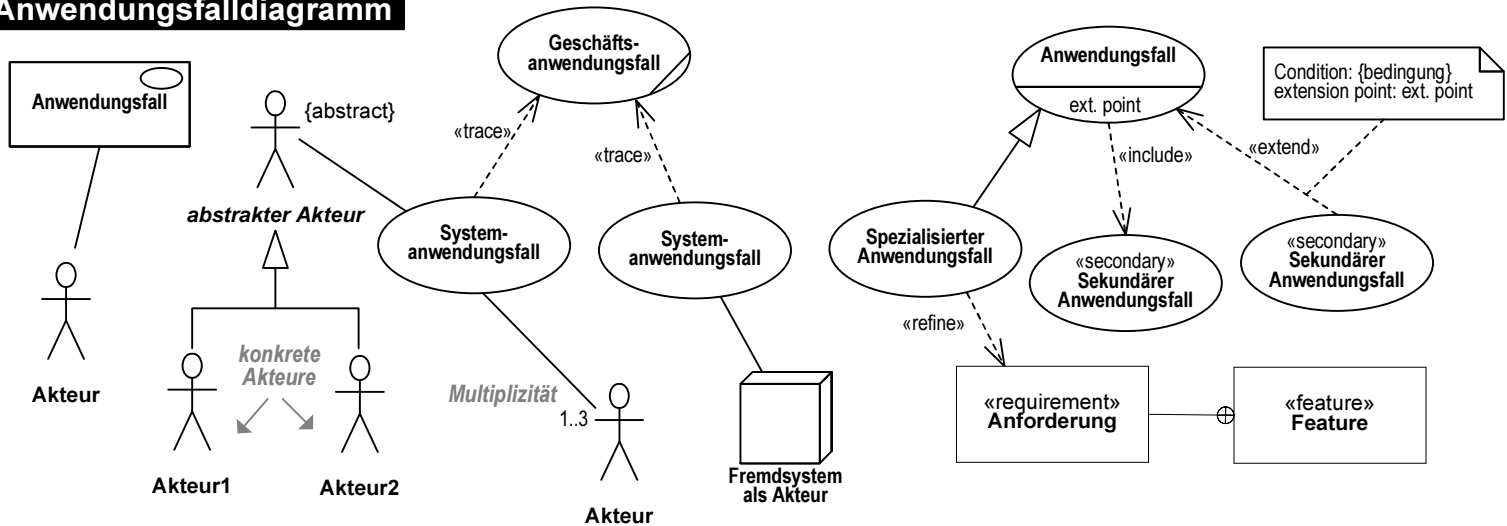 Anwendungsfalldiagramm
Anwendungsfall
Akteur
{abstract}
abstrakter Akteur
konkrete
Akteure
Akteur1
Akteur2
Geschäfts-
anwendungsfall
«trace»
«trace»
System-
anwendungsfall
System-
anwendungsfall
Multiplizität
1..3
Akteur
Fremdsystem
als Akteur
Anwendungsfall
ext. point
Condition: {bedingung}
extension point: ext. point
«include»
«extend»
Spezialisierter
Anwendungsfall
«secondary»
Sekundärer
Anwendungsfall
«secondary»
Sekundärer
Anwendungsfall
«refine»
«requirement»
Anforderung
«feature»
Feature